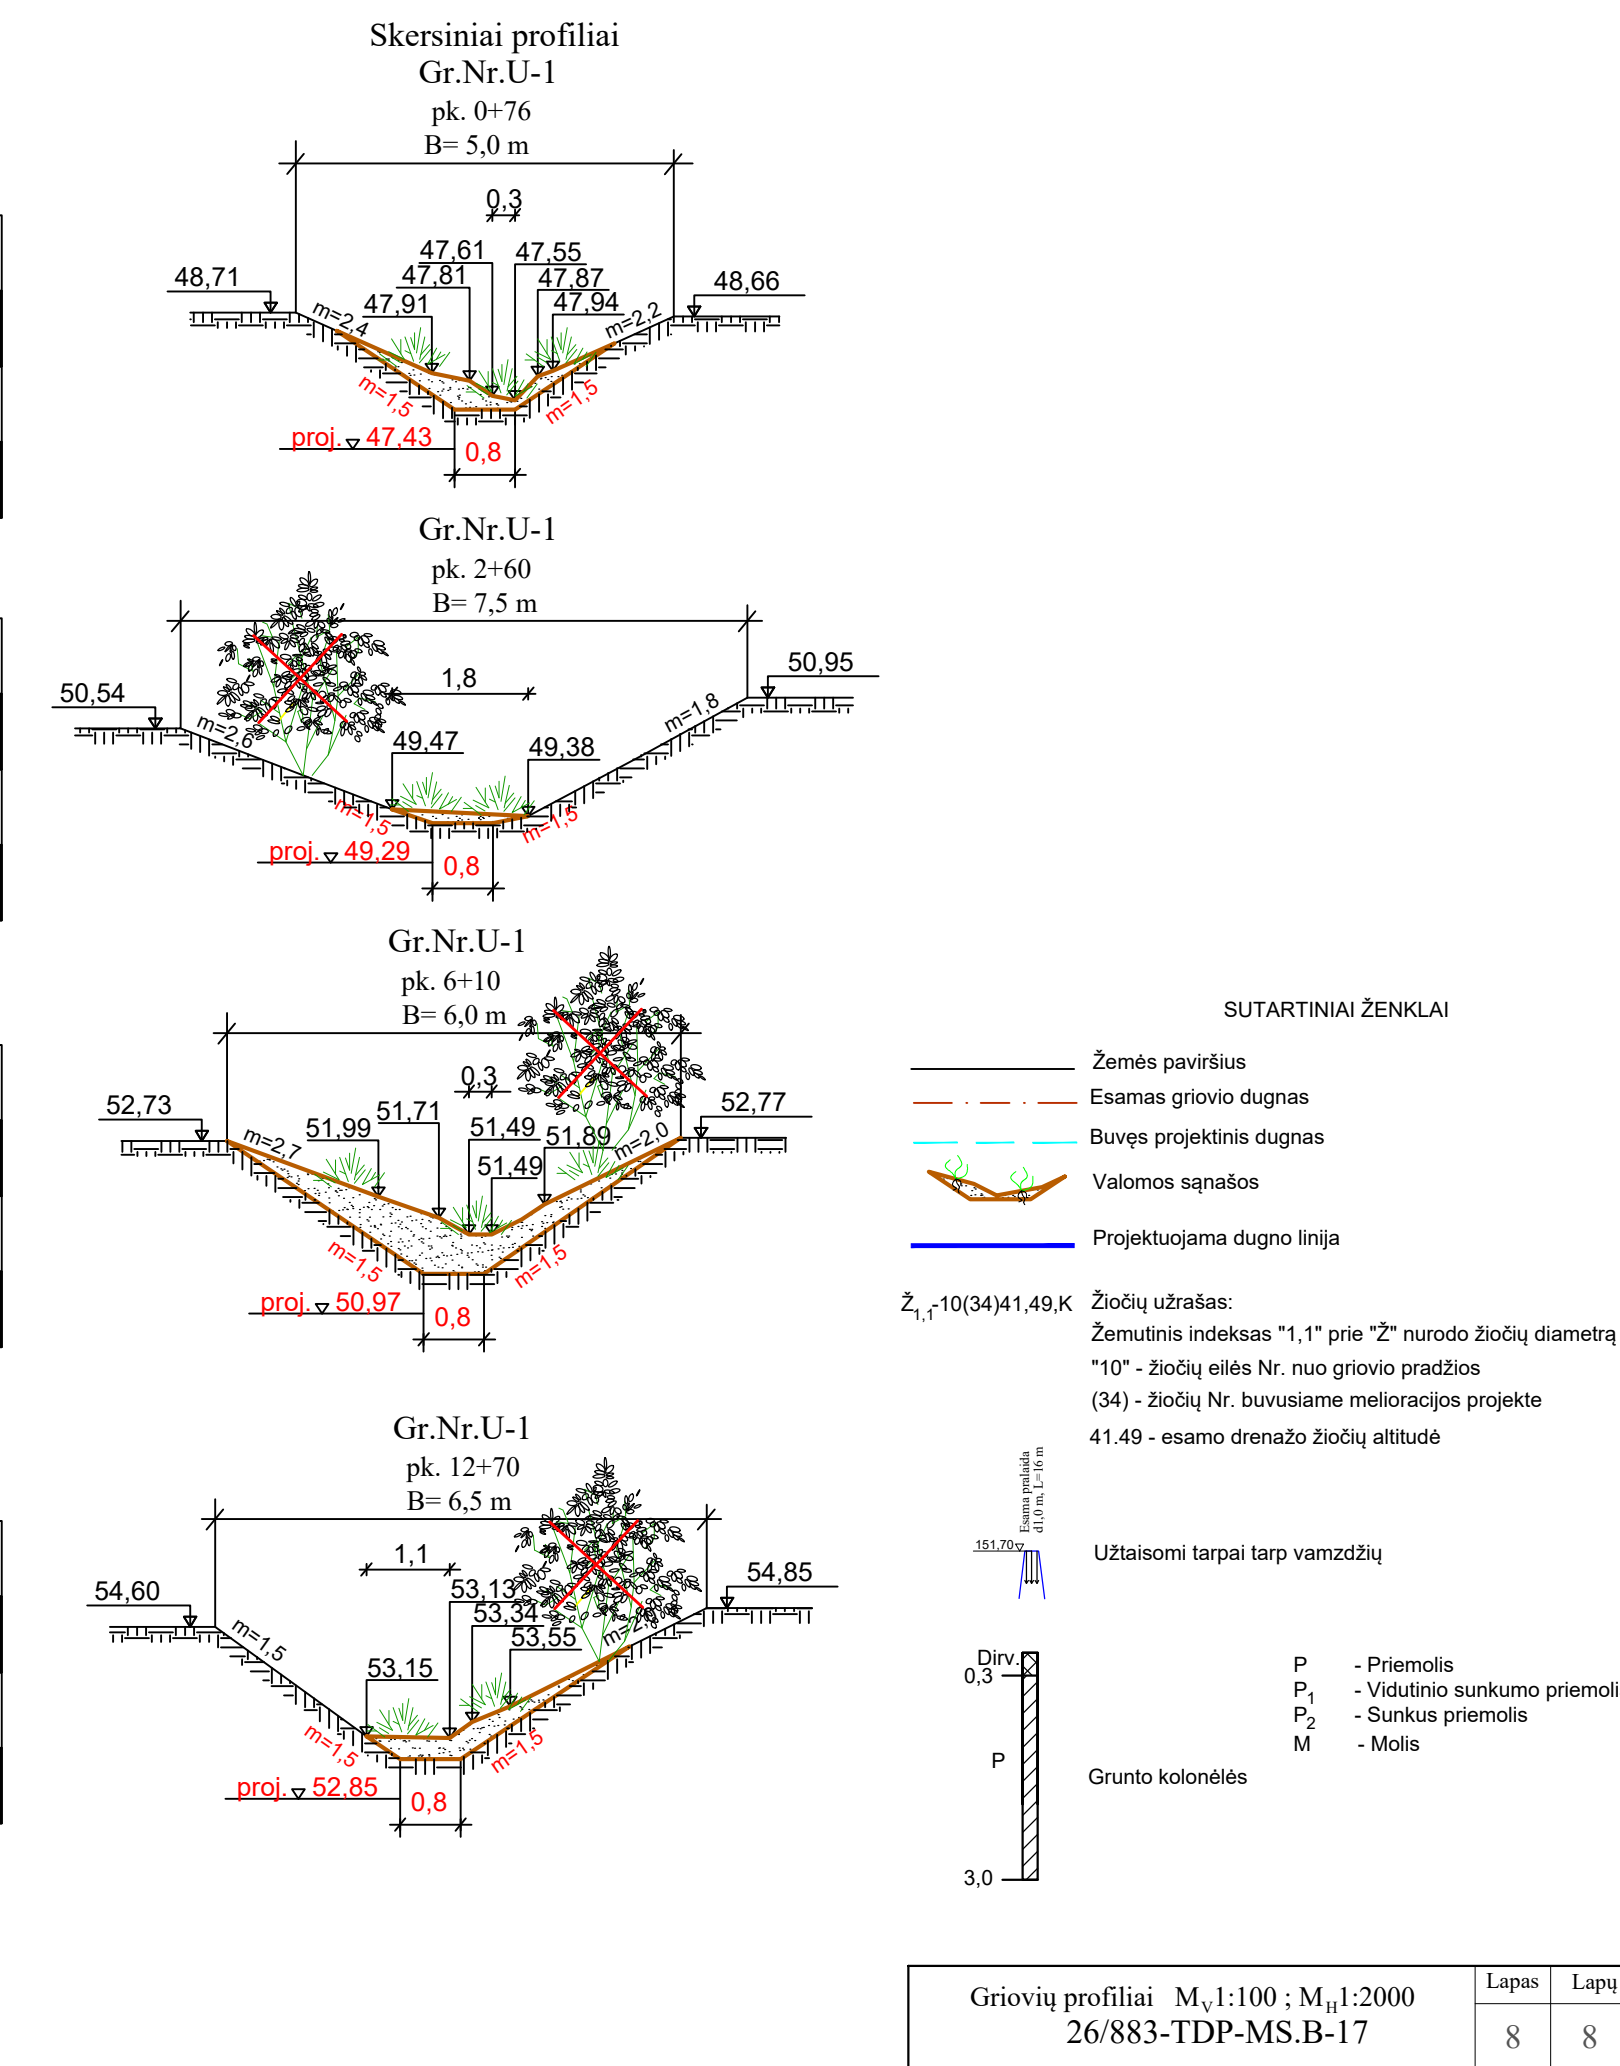 Skersiniai profiliai
Gr.Nr.U-1
pk. 0+76
B= 5,0 m
0,3
47,61 47,55
48,71 47,81 47,87 48,66
47,91 47,94
m=2,4 m=2,2
m=1,5 m=1,5
proj. 47,43
0,8
Gr.Nr.U-1
pk. 2+60
B= 7,5 m
50,54 1,8 50,95
m=2,6 m=1,8
49,47 49,38
m=1,5 m=1,5
proj. 49,29
0,8
Gr.Nr.U-1
pk. 6+10
B= 6,0 m
0,3
52,73 51,71 52,77
51,99 51,49 51,89
m=2,7 m=2,0
51,49
m=1,5 m=1,5
proj. 50,97
0,8
Gr.Nr.U-1
pk. 12+70
B= 6,5 m
1,1
54,60 53,13 54,85
53,34
m=1,5 53,55
53,15
m=1,5 m=1,5
proj. 52,85
0,8
SUTARTINIAI ŽENKLAI
Žemės paviršius
Esamas griovio dugnas
Buvęs projektinis dugnas
Valomos sąnašos
Projektuojama dugno linija
Ž1,1-10(34)41,49,K Žiočių užrašas:
Žemutinis indeksas "1,1" prie "Ž" nurodo žiočių diametrą
"10" - žiočių eilės Nr. nuo griovio pradžios
(34) - žiočių Nr. buvusiame melioracijos projekte
41.49 - esamo drenažo žiočių altitudė
Esama pralaida
d1,0 m, L=16 m
151,70
Užtaisomi tarpai tarp vamzdžių
Dirv.
0,3
P
3,0
Grunto kolonėlės
P - Priemolis
P1 - Vidutinio sunkumo priemoli
P2 - Sunkus priemolis
M - Molis
Griovių profiliai MV1:100 ; MH1:2000
26/883-TDP-MS.B-17
Lapas Lapų
8 8